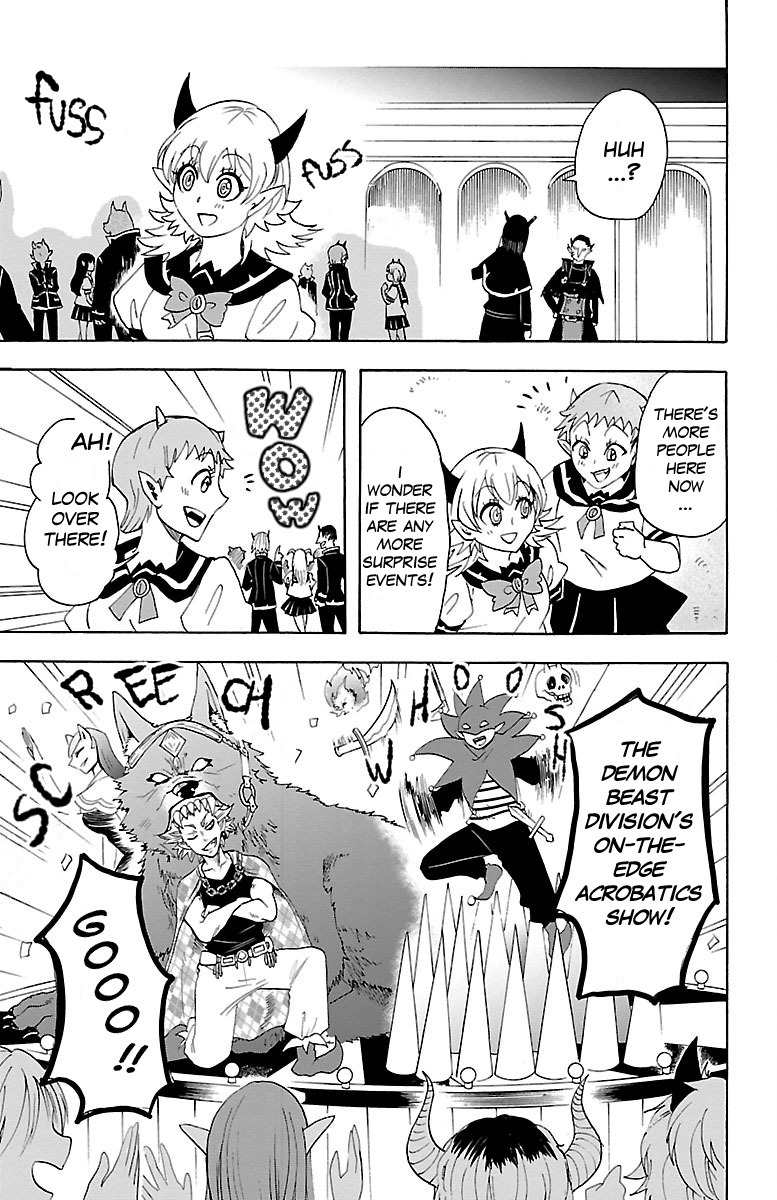 HUH
...?
fuss
fuss
THERE'S
MORE
PEOPLE
HERE
NOW
...
I
WONDER
IF THERE
ARE ANY
MORE
SURPRISE
EVENTS!
WOW
AH!
LOOK
OVER
THERE!
THE
DEMON
BEAST
DIVISION'S
ON-THE-
EDGE
ACROBATICS
SHOW!
WHOOSH
SCREECH
GOOO!!